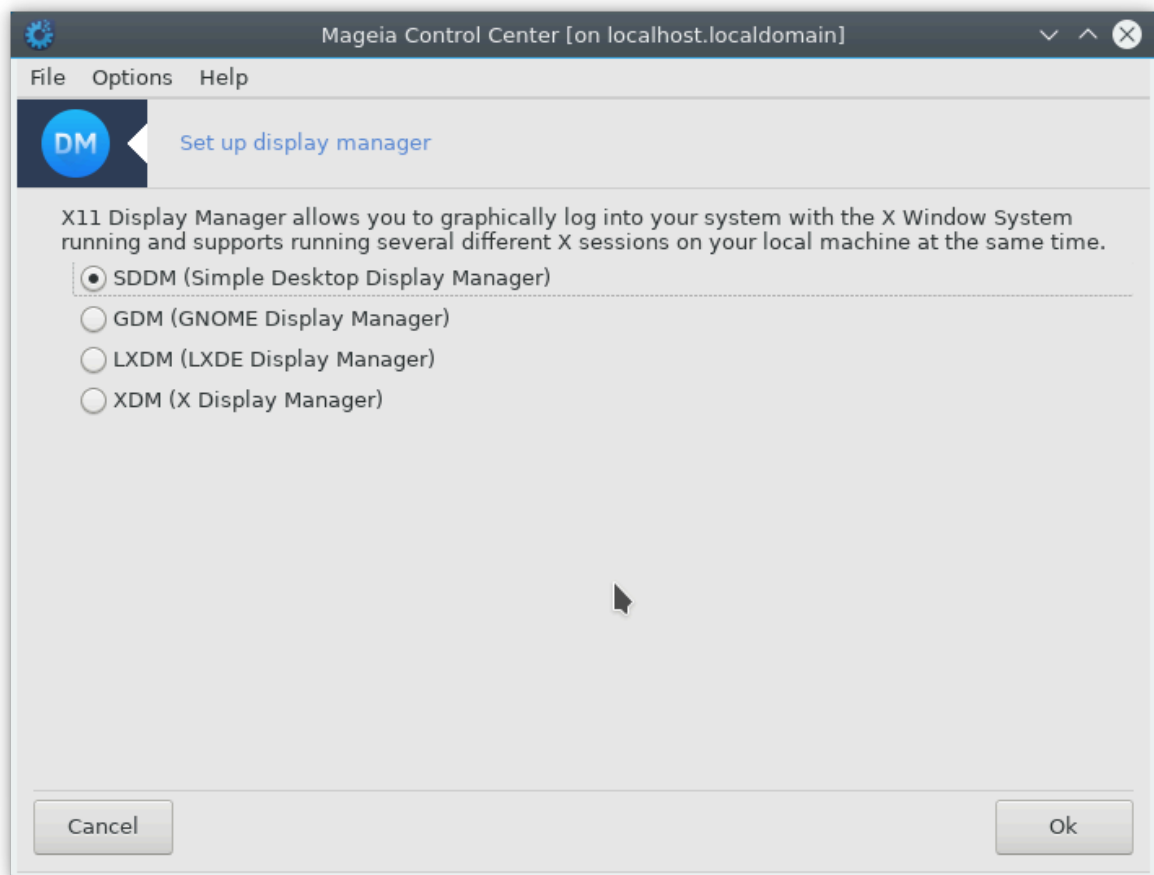 Mageia Control Center [on localhost.localdomain]
File Options Help
DM
Set up display manager
X11 Display Manager allows you to graphically log into your system with the X Window System
running and supports running several different X sessions on your local machine at the same time.
SDDM (Simple Desktop Display Manager)
GDM (GNOME Display Manager)
LXDM (LXDE Display Manager)
XDM (X Display Manager)
Cancel Ok